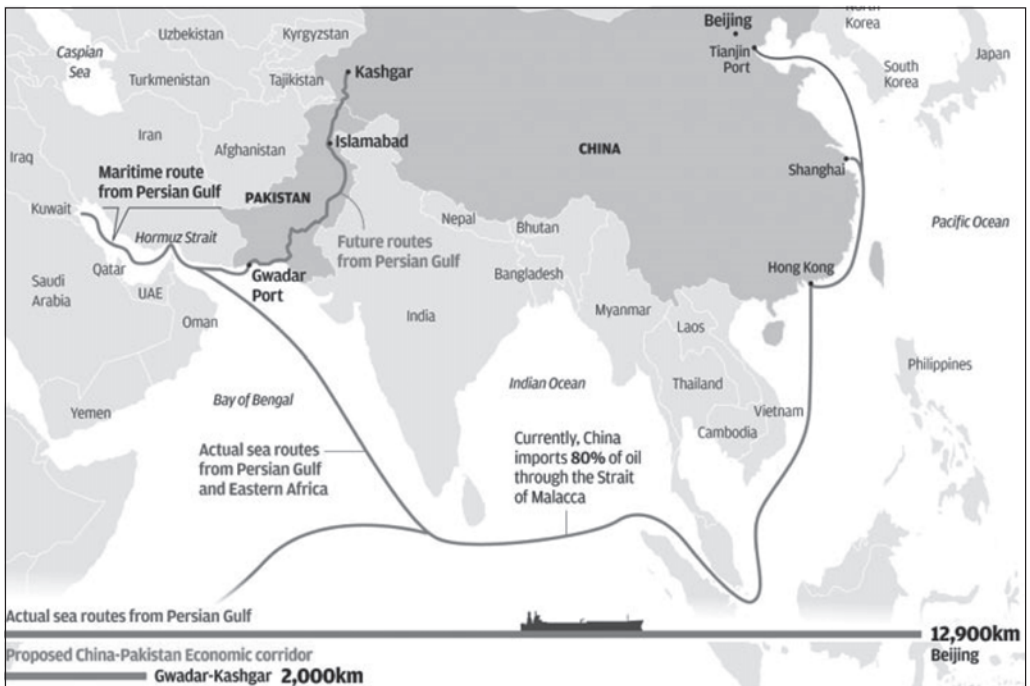 Beijing
North
Korea
Uzbekistan
Kyrgyzstan
Caspian
Sea
Tianjin
Port
Japan
Kashgar
South
Korea
Turkmenistan
Tajikistan
Iran
Islamabad
Afghanistan
CHINA
Iraq
Shanghai
Maritime route
from Persian Gulf
PAKISTAN
Kuwait
Nepal
Bhutan
Pacific Ocean
Hormuz Strait
Future routes
from Persian Gulf
Qatar
Gwadar
Port
Bangladesh
Hong Kong
Saudi
Arabia
UAE
Oman
India
Myanmar
Laos
Philippines
Indian Ocean
Thailand
Bay of Bengal
Yemen
Vietnam
Cambodia
Actual sea routes
from Persian Gulf
and Eastern Africa
Currently, China
imports 80% of oil
through the Strait
of Malacca
Actual sea routes from Persian Gulf
12,900km
Beijing
Proposed China-Pakistan Economic corridor
Gwadar-Kashgar 2,000km